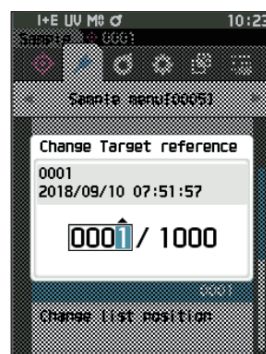 I+E UV M0 10:23
Sample 0001
Sample menu[0005]
Change Target reference
0001
2018/09/10 07:51:57
0001 / 1000
0001
Change list position